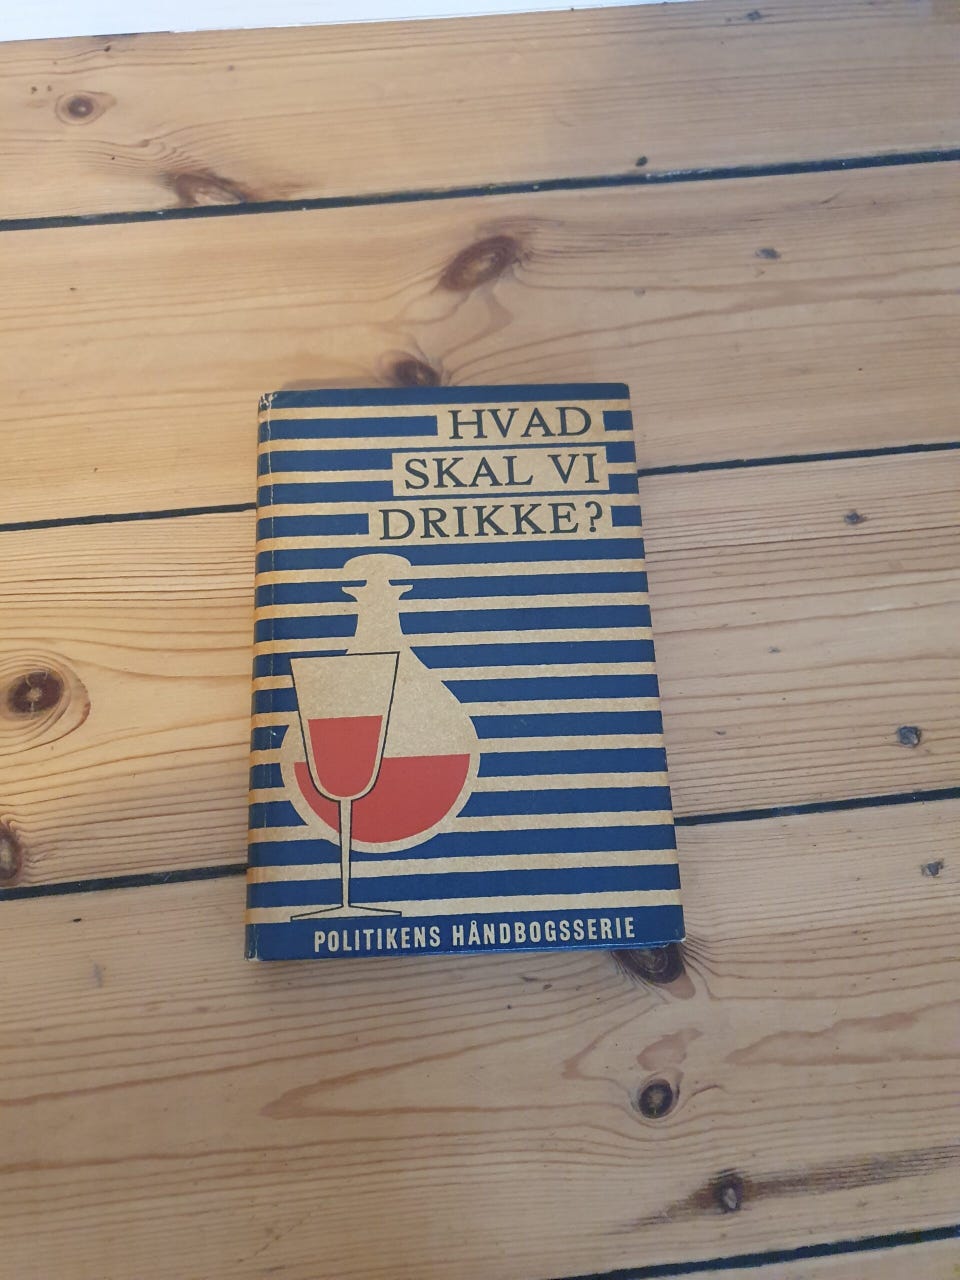 HVAD
SKAL VI
DRIKKE?
POLITIKENS HÅNDBOGSSERIE